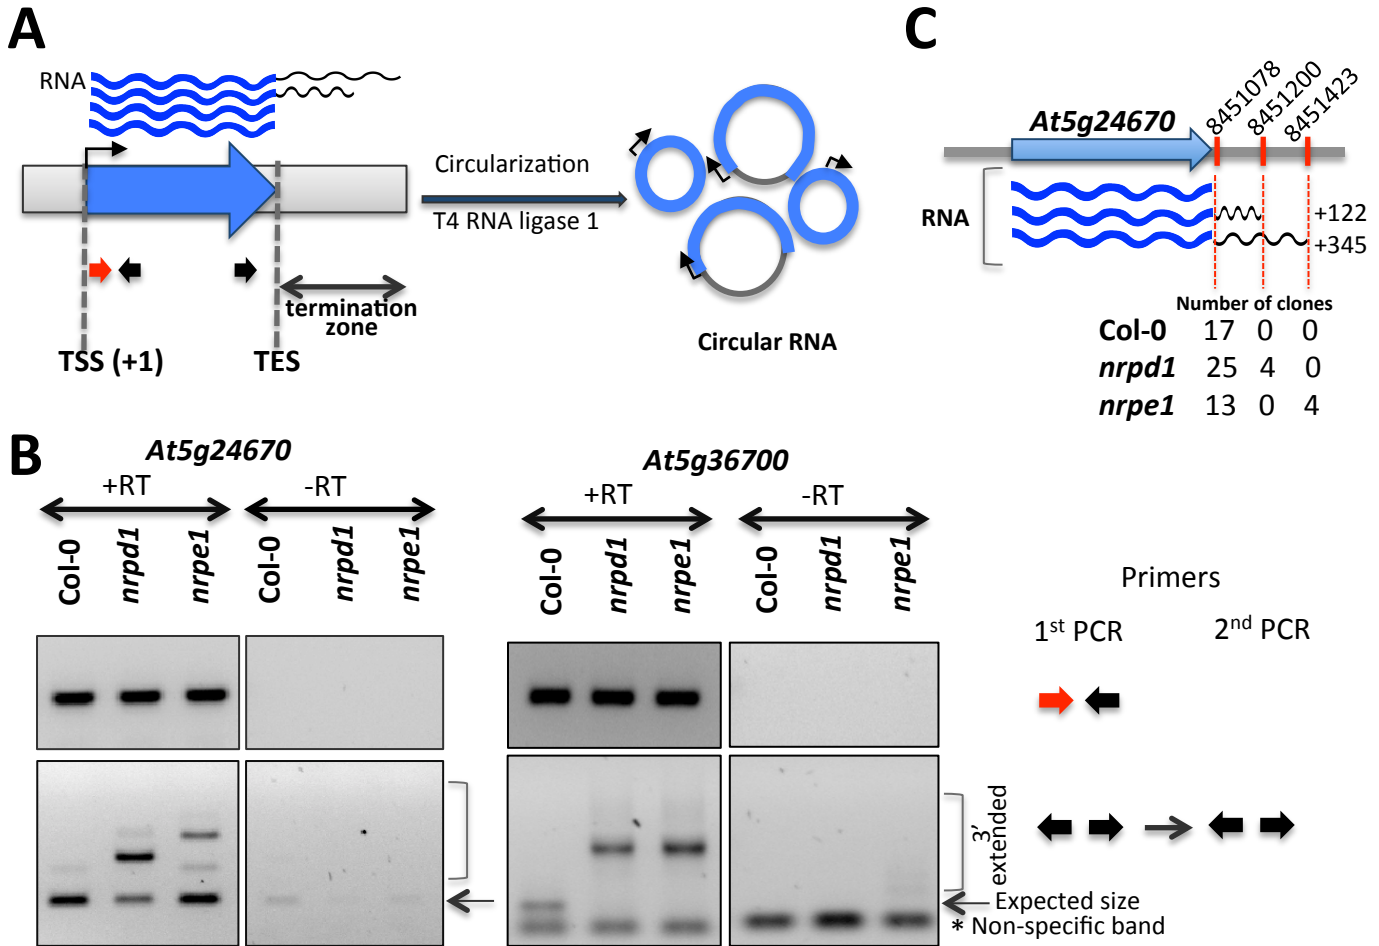 A
RNA
Circularization
T4 RNA ligase 1
termination
zone
TSS (+1)
TES
Circular RNA
C
At5g24670
8451078
8451200
8451423
RNA
+122
+345
Number of clones
Col-0 17 0 0
nrpd1 25 4 0
nrpe1 13 0 4
B
At5g24670
+RT
-RT
Col-0
nrpd1
nrpe1
Col-0
nrpd1
nrpe1
At5g36700
+RT
-RT
Col-0
nrpd1
nrpe1
Col-0
nrpd1
nrpe1
3'
extended
Expected size
* Non-specific band
Primers
1st PCR
2nd PCR